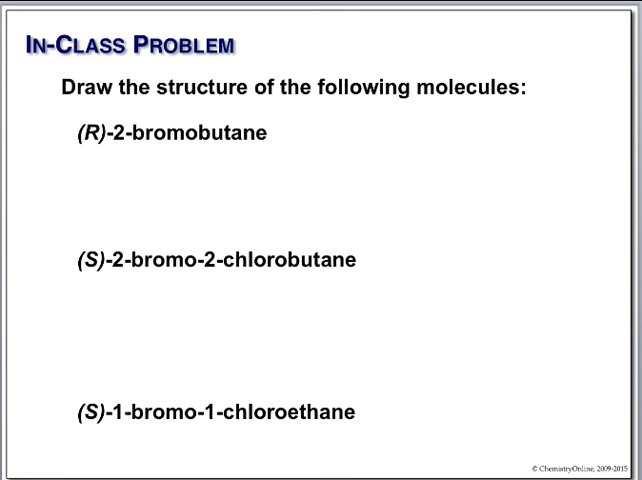 IN-CLASS PROBLEM
Draw the structure of the following molecules:
(R)-2-bromobutane
(S)-2-bromo-2-chlorobutane
(S)-1-bromo-1-chloroethane
© ChemistryOnline, 2009-2015